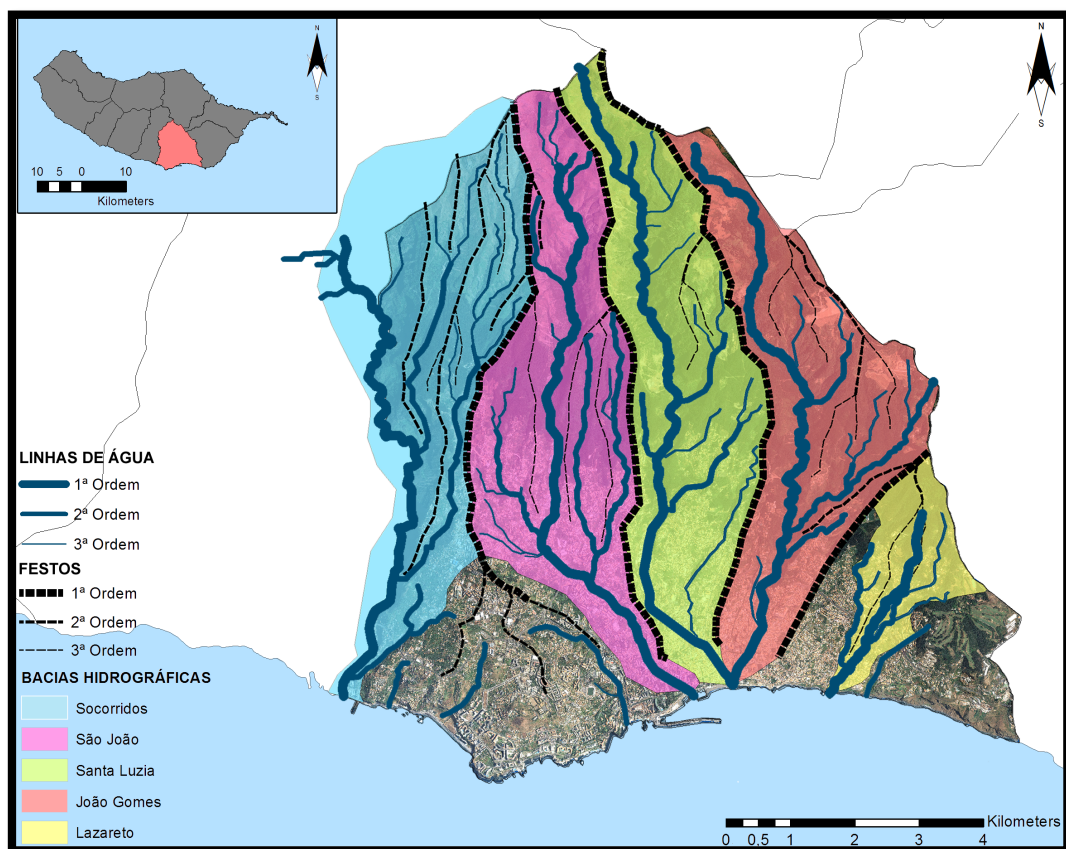 N
S
10 5 0 10
Kilometers
N
S
LINHAS DE ÁGUA
1ª Ordem
2ª Ordem
3ª Ordem
FESTOS
1ª Ordem
2ª Ordem
3ª Ordem
BACIAS HIDROGRÁFICAS
Socorridos
São João
Santa Luzia
João Gomes
Lazareto
Kilometers
0 0,5 1 2 3 4